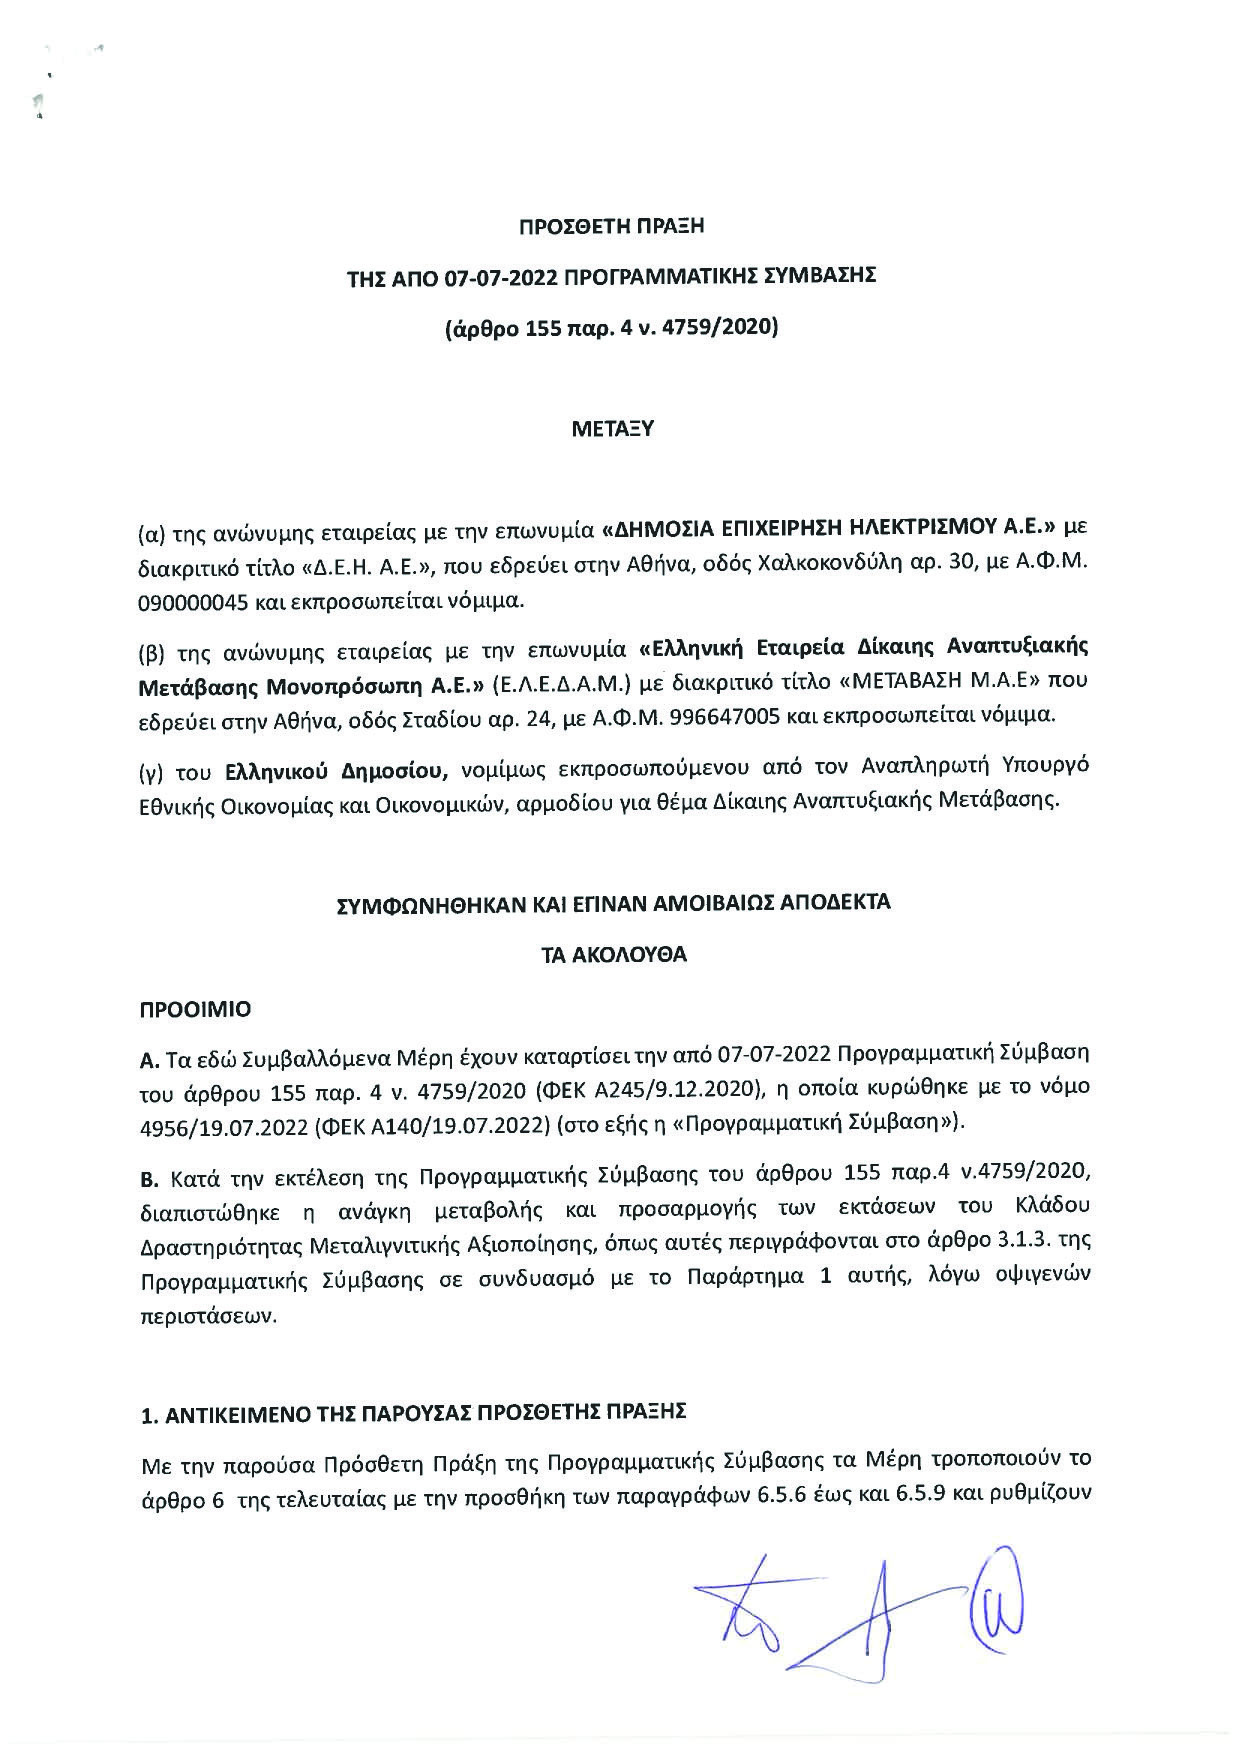 ΠΡΟΣΘΕΤΗ ΠΡΑΞΗ
ΤΗΣ ΑΠΟ 07-07-2022 ΠΡΟΓΡΑΜΜΑΤΙΚΗΣ ΣΥΜΒΑΣΗΣ
(άρθρο 155 παρ. 4 ν. 4759/2020)
ΜΕΤΑΞΥ
(α) της ανώνυμης εταιρείας με την επωνυμία «ΔΗΜΟΣΙΑ ΕΠΙΧΕΙΡΗΣΗ ΗΛΕΚΤΡΙΣΜΟΥ Α.Ε.» με
διακριτικό τίτλο «Δ.Ε.Η. Α.Ε.», που εδρεύει στην Αθήνα, οδός Χαλκοκονδύλη αρ. 30, με Α.Φ.Μ.
090000045 και εκπροσωπείται νόμιμα.
(β) της ανώνυμης εταιρείας με την επωνυμία «Ελληνική Εταιρεία Δίκαιης Αναπτυξιακής
Μετάβασης Μονοπρόσωπη Α.Ε.» (Ε.Λ.Ε.Δ.Α.Μ.) με διακριτικό τίτλο «ΜΕΤΑΒΑΣΗ Μ.Α.Ε» που
εδρεύει στην Αθήνα, οδός Σταδίου αρ. 24, με Α.Φ.Μ. 996647005 και εκπροσωπείται νόμιμα.
(γ) του Ελληνικού Δημοσίου, νομίμως εκπροσωπούμενου από τον Αναπληρωτή Υπουργό
Εθνικής Οικονομίας και Οικονομικών, αρμοδίου για θέμα Δίκαιης Αναπτυξιακής Μετάβασης.
ΣΥΜΦΩΝΗΘΗΚΑΝ ΚΑΙ ΕΓΙΝΑΝ ΑΜΟΙΒΑΙΩΣ ΑΠΟΔΕΚΤΑ
ΤΑ ΑΚΟΛΟΥΘΑ
ΠΡΟΟΙΜΙΟ
Α. Τα εδώ Συμβαλλόμενα Μέρη έχουν καταρτίσει την από 07-07-2022 Προγραμματική Σύμβαση
του άρθρου 155 παρ. 4 ν. 4759/2020 (ΦΕΚ Α245/9.12.2020), η οποία κυρώθηκε με το νόμο
4956/19.07.2022 (ΦΕΚ Α140/19.07.2022) (στο εξής η «Προγραμματική Σύμβαση»).
Β. Κατά την εκτέλεση της Προγραμματικής Σύμβασης του άρθρου 155 παρ.4 ν.4759/2020,
διαπιστώθηκε η ανάγκη μεταβολής και προσαρμογής των εκτάσεων του Κλάδου
Δραστηριότητας Μεταλιγνιτικής Αξιοποίησης, όπως αυτές περιγράφονται στο άρθρο 3.1.3. της
Προγραμματικής Σύμβασης σε συνδυασμό με το Παράρτημα 1 αυτής, λόγω οψιγενών
περιστάσεων.
1. ΑΝΤΙΚΕΙΜΕΝΟ ΤΗΣ ΠΑΡΟΥΣΑΣ ΠΡΟΣΘΕΤΗΣ ΠΡΑΞΗΣ
Με την παρούσα Πρόσθετη Πράξη της Προγραμματικής Σύμβασης τα Μέρη τροποποιούν το
άρθρο 6 της τελευταίας με την προσθήκη των παραγράφων 6.5.6 έως και 6.5.9 και ρυθμίζουν